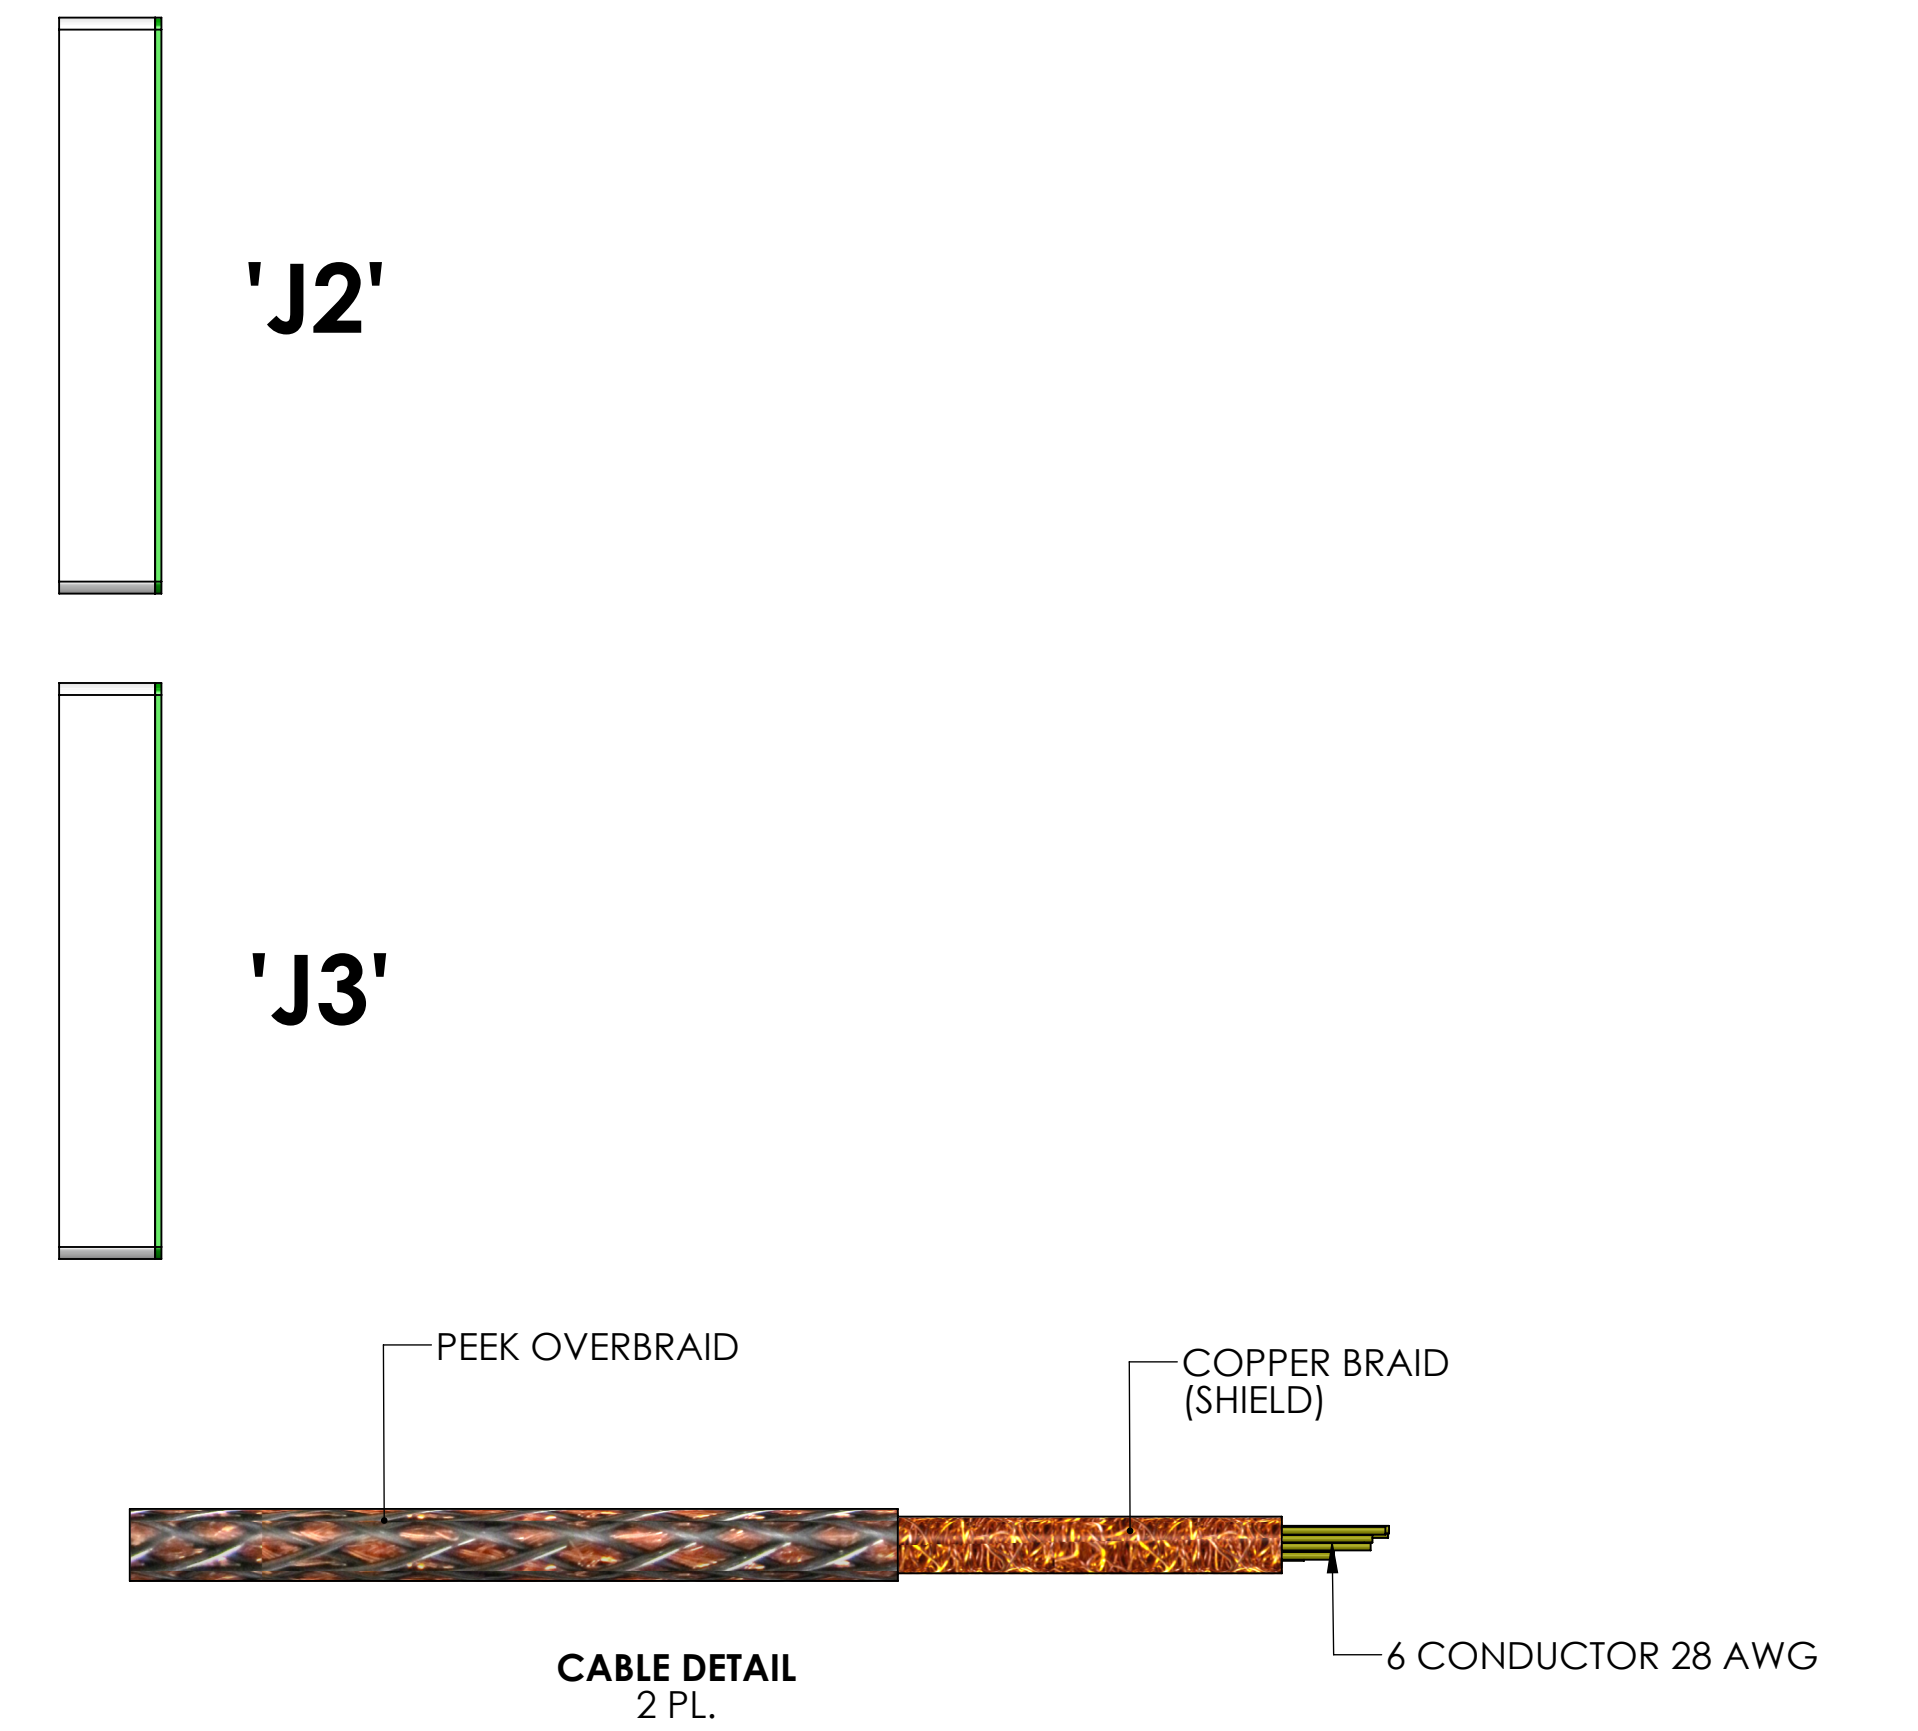 'J2'
'J3'
PEEK OVERBRAID
COPPER BRAID
(SHIELD)
6 CONDUCTOR 28 AWG
CABLE DETAIL
2 PL.